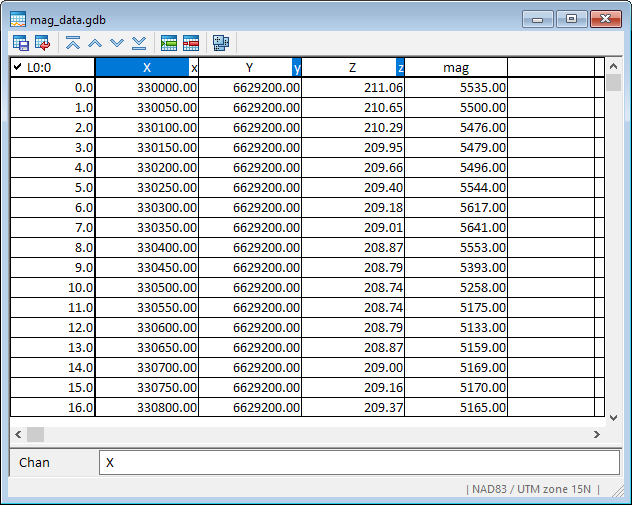 mag_data.gdb
✔ L0:0 X x Y y Z z mag
0.0 330000.00 6629200.00 211.06 5535.00
1.0 330050.00 6629200.00 210.65 5500.00
2.0 330100.00 6629200.00 210.29 5476.00
3.0 330150.00 6629200.00 209.95 5479.00
4.0 330200.00 6629200.00 209.66 5496.00
5.0 330250.00 6629200.00 209.40 5544.00
6.0 330300.00 6629200.00 209.18 5617.00
7.0 330350.00 6629200.00 209.01 5641.00
8.0 330400.00 6629200.00 208.87 5553.00
9.0 330450.00 6629200.00 208.79 5393.00
10.0 330500.00 6629200.00 208.74 5258.00
11.0 330550.00 6629200.00 208.74 5175.00
12.0 330600.00 6629200.00 208.79 5133.00
13.0 330650.00 6629200.00 208.87 5159.00
14.0 330700.00 6629200.00 209.00 5169.00
15.0 330750.00 6629200.00 209.16 5170.00
16.0 330800.00 6629200.00 209.37 5165.00
Chan X
| NAD83 / UTM zone 15N |